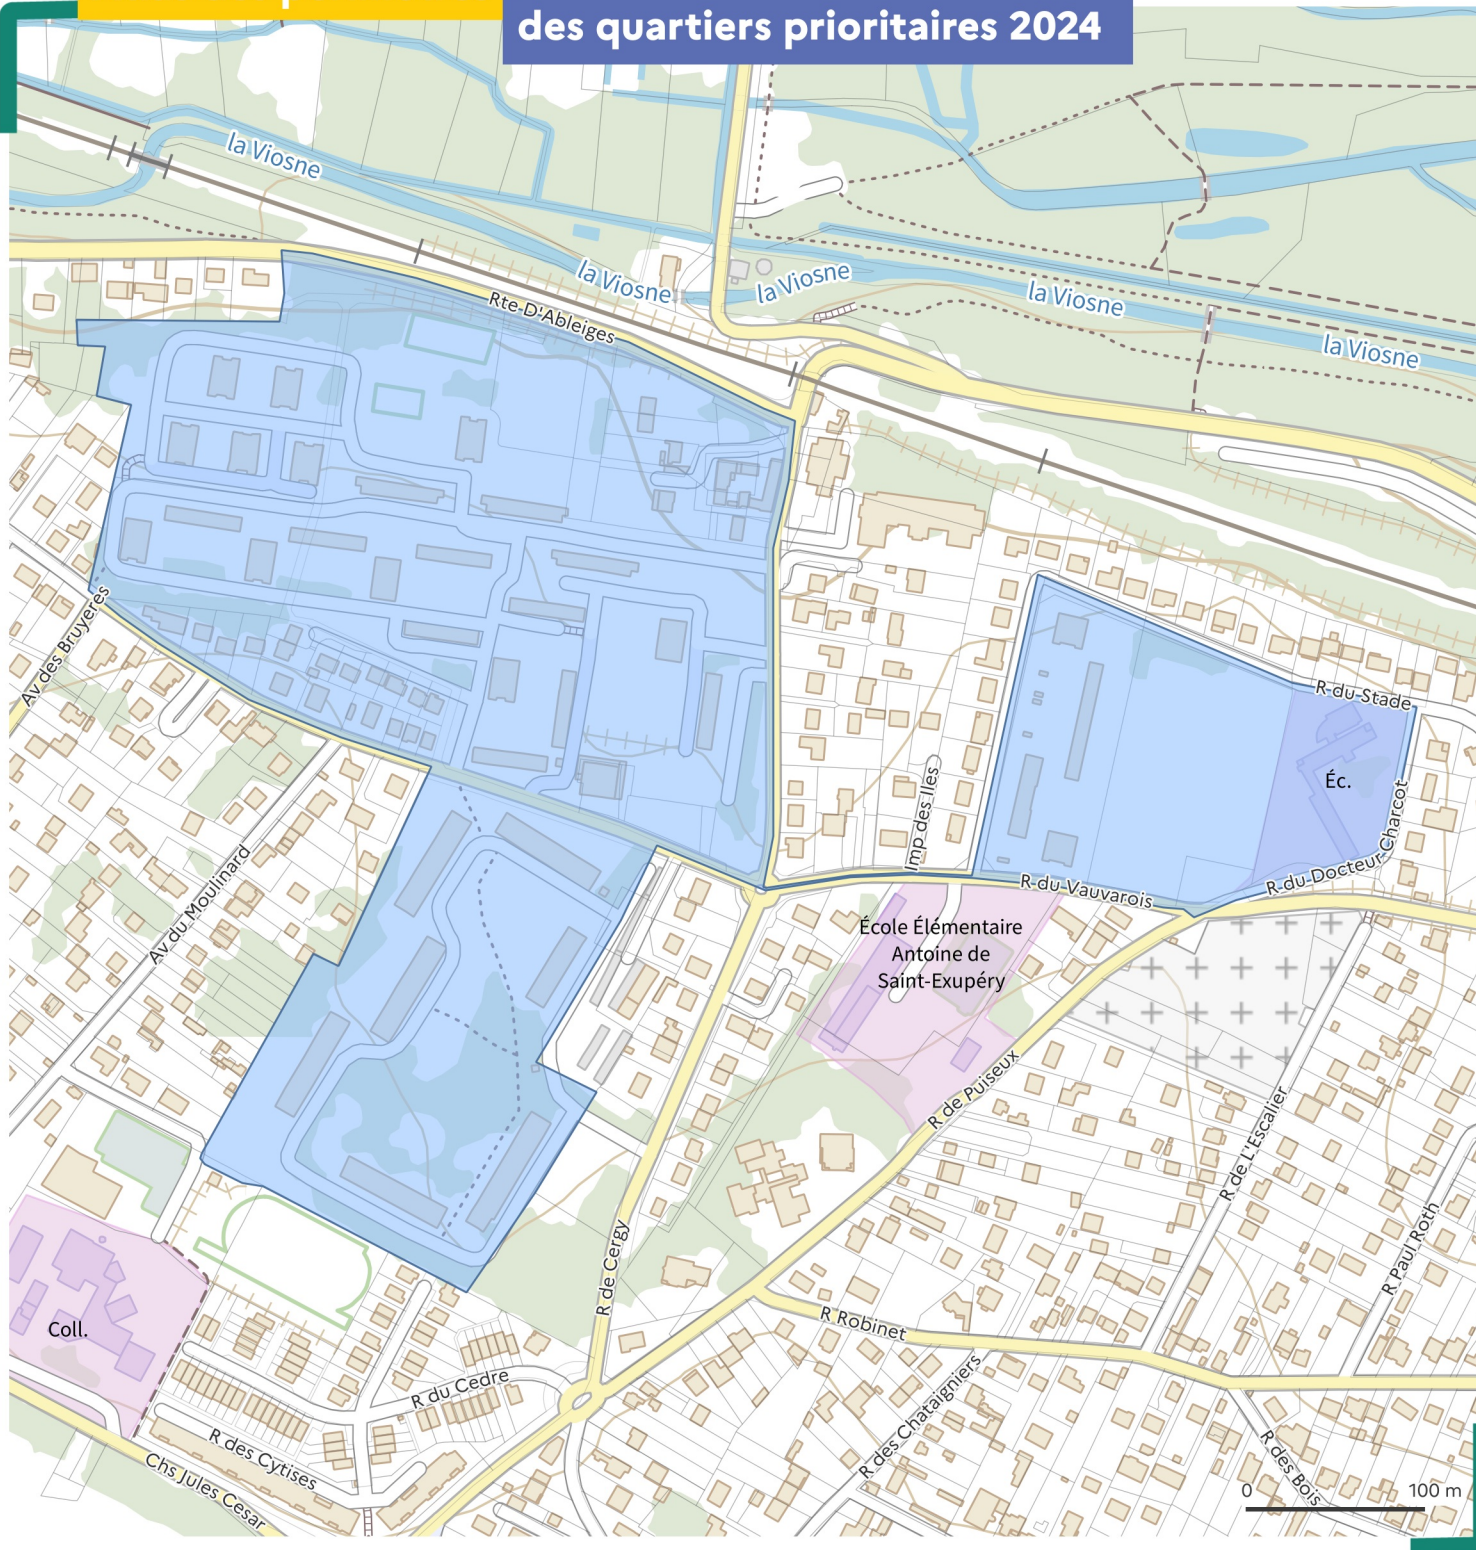 des quartiers prioritaires 2024
la Viosne
la Viosne
la Viosne
la Viosne
la Viosne
Rte D'Ableiges
Av des Bruyeres
R du Stade
Éc.
Imp des Iles
R du Docteur Charcot
R du Vauvarois
Av du Moulinard
École Élémentaire
Antoine de
Saint-Exupéry
R de Puiseux
R de L'Escalier
R Paul Roth
R de Cergy
R Robinet
Coll.
R du Cedre
R des Chataigniers
R des Cytises
R des Bois
Chs Jules Cesar
0 100 m